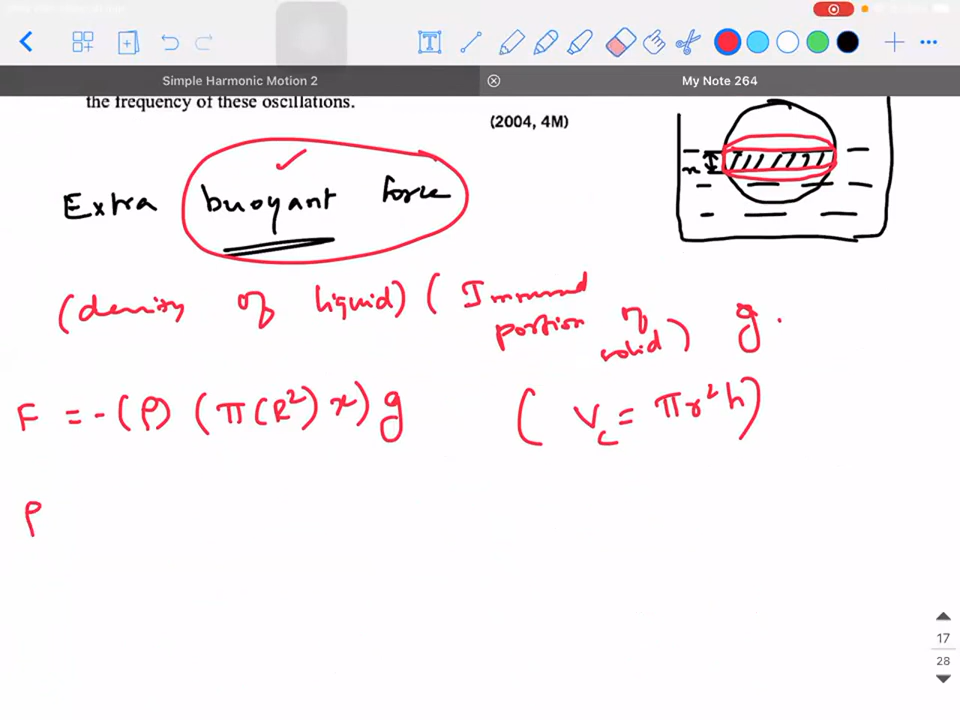 Simple Harmonic Motion 2
My Note 264
the frequency of these oscillations.
(2004, 4M)
x
Extra buoyant force
(density of liquid) (Immersed portion of solid) g.
F = -(ρ) (π(R²) x) g
(V_c = πr²h)
ρ
17
28